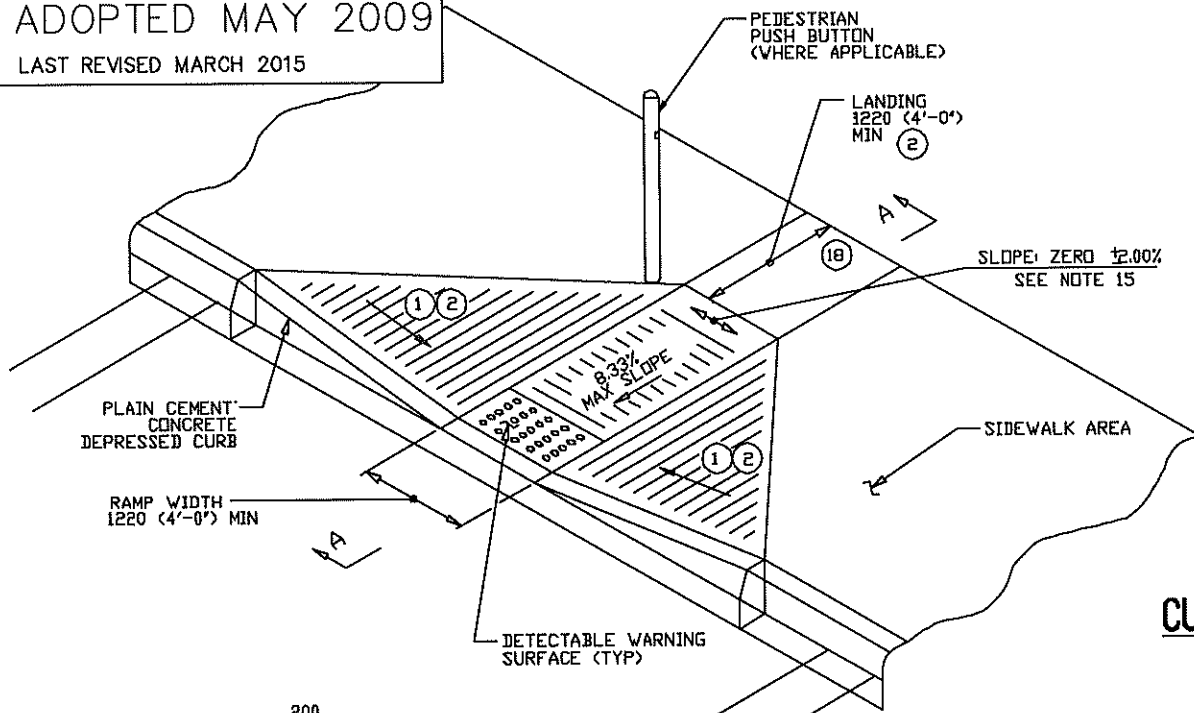 ADOPTED MAY 2009
LAST REVISED MARCH 2015
PEDESTRIAN
PUSH BUTTON
(WHERE APPLICABLE)
LANDING
1220 (4'-0")
MIN 2
A
18
SLOPE: ZERO ±2.00%
SEE NOTE 15
1 2
8.33%
MAX SLOPE
PLAIN CEMENT
CONCRETE
DEPRESSED CURB
SIDEWALK AREA
1 2
RAMP WIDTH
1220 (4'-0") MIN
A
DETECTABLE WARNING
SURFACE (TYP)
CU
200